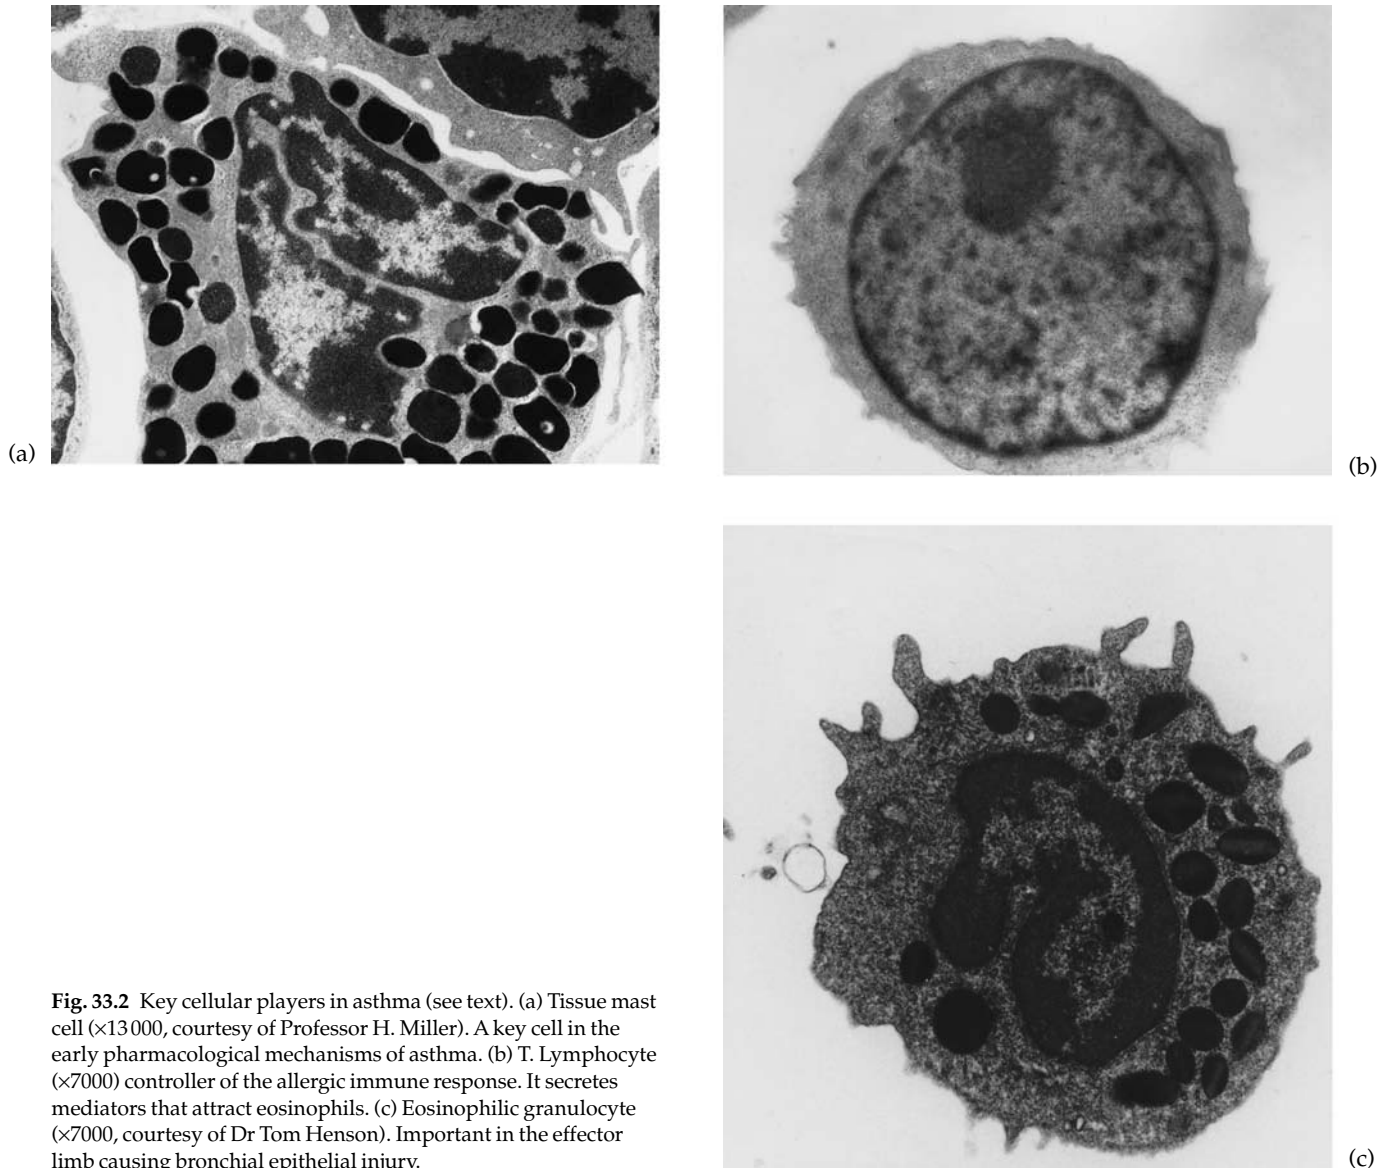 (a)
(b)
Fig. 33.2 Key cellular players in asthma (see text). (a) Tissue mast
cell (×13 000, courtesy of Professor H. Miller). A key cell in the
early pharmacological mechanisms of asthma. (b) T. Lymphocyte
(×7000) controller of the allergic immune response. It secretes
mediators that attract eosinophils. (c) Eosinophilic granulocyte
(×7000, courtesy of Dr Tom Henson). Important in the effector
limb causing bronchial epithelial injury.
(c)